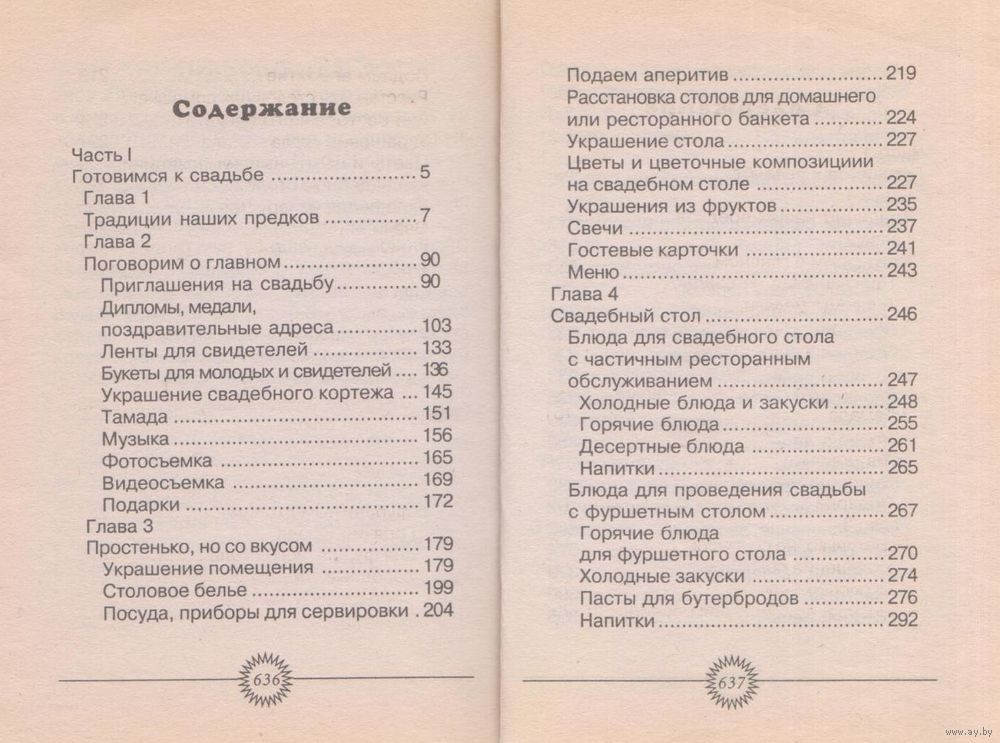 Содержание
Часть I
Готовимся к свадьбе ................... 5
Глава 1
Традиции наших предков ............ 7
Глава 2
Поговорим о главном .................. 90
Приглашения на свадьбу ........... 90
Дипломы, медали,
поздравительные адреса .......... 103
Ленты для свидетелей ............. 133
Букеты для молодых и свидетелей .... 136
Украшение свадебного кортежа ... 145
Тамада ................................ 151
Музыка ................................ 156
Фотосъемка .......................... 165
Видеосъемка ......................... 169
Подарки ............................... 172
Глава 3
Простенько, но со вкусом ............. 179
Украшение помещения ............. 179
Столовое белье ...................... 199
Посуда, приборы для сервировки . 204
636
Подаем аперитив .................... 219
Расстановка столов для домашнего
или ресторанного банкета ......... 224
Украшение стола ..................... 227
Цветы и цветочные композициии
на свадебном столе ................. 227
Украшения из фруктов .............. 235
Свечи .................................. 237
Гостевые карточки ................... 241
Меню ................................... 243
Глава 4
Свадебный стол ........................ 246
Блюда для свадебного стола
с частичным ресторанным
обслуживанием ...................... 247
Холодные блюда и закуски ....... 248
Горячие блюда ..................... 255
Десертные блюда .................. 261
Напитки .............................. 265
Блюда для проведения свадьбы
с фуршетным столом ............... 267
Горячие блюда
для фуршетного стола ............ 270
Холодные закуски .................. 274
Пасты для бутербродов ........... 276
Напитки .............................. 292
637
www.ay.by